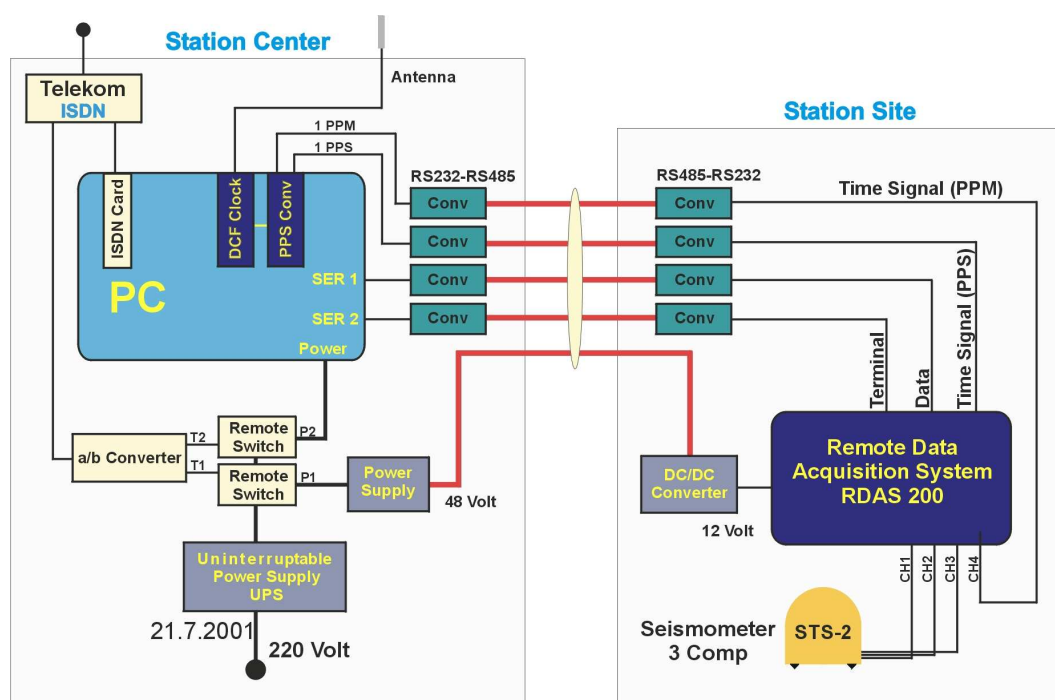 Station Center
Antenna
Telekom
ISDN
1 PPM
1 PPS
RS232-RS485
ISDN Card
DCF Clock
PPS Conv
PC
SER 1
SER 2
Power
Conv
Conv
Conv
Conv
a/b Converter
T2
T1
Remote
Switch
P2
Remote
Switch
P1
Power
Supply
48 Volt
Uninterruptable
Power Supply
UPS
21.7.2001
220 Volt
Station Site
RS485-RS232
Conv
Conv
Conv
Conv
Time Signal (PPM)
Terminal
Data
Time Signal (PPS)
DC/DC
Converter
12 Volt
Remote Data
Acquisition System
RDAS 200
CH1
CH2
CH3
CH4
Seismometer
3 Comp
STS-2